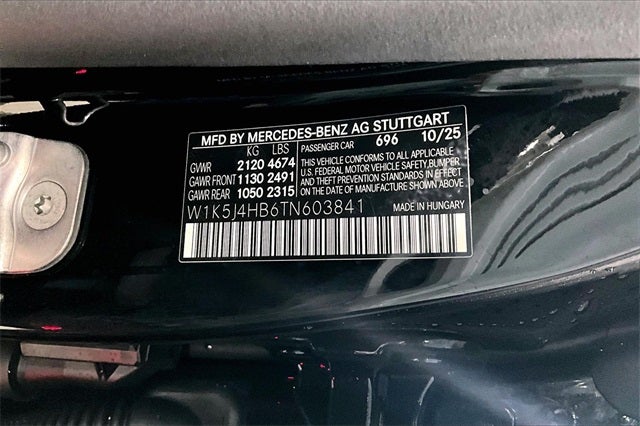 MFD BY MERCEDES-BENZ AG STUTTGART
KG LBS PASSENGER CAR 696 10/25
GVWR 2120 4674
GAWR FRONT 1130 2491
GAWR REAR 1050 2315
THIS VEHICLE CONFORMS TO ALL APPLICABLE
U.S. FEDERAL MOTOR VEHICLE SAFETY, BUMPER
AND THEFT PREVENTION STANDARDS IN EFFECT
ON THE DATE OF MANUFACTURE SHOWN ABOVE.
W1K5J4HB6TN603841 MADE IN HUNGARY